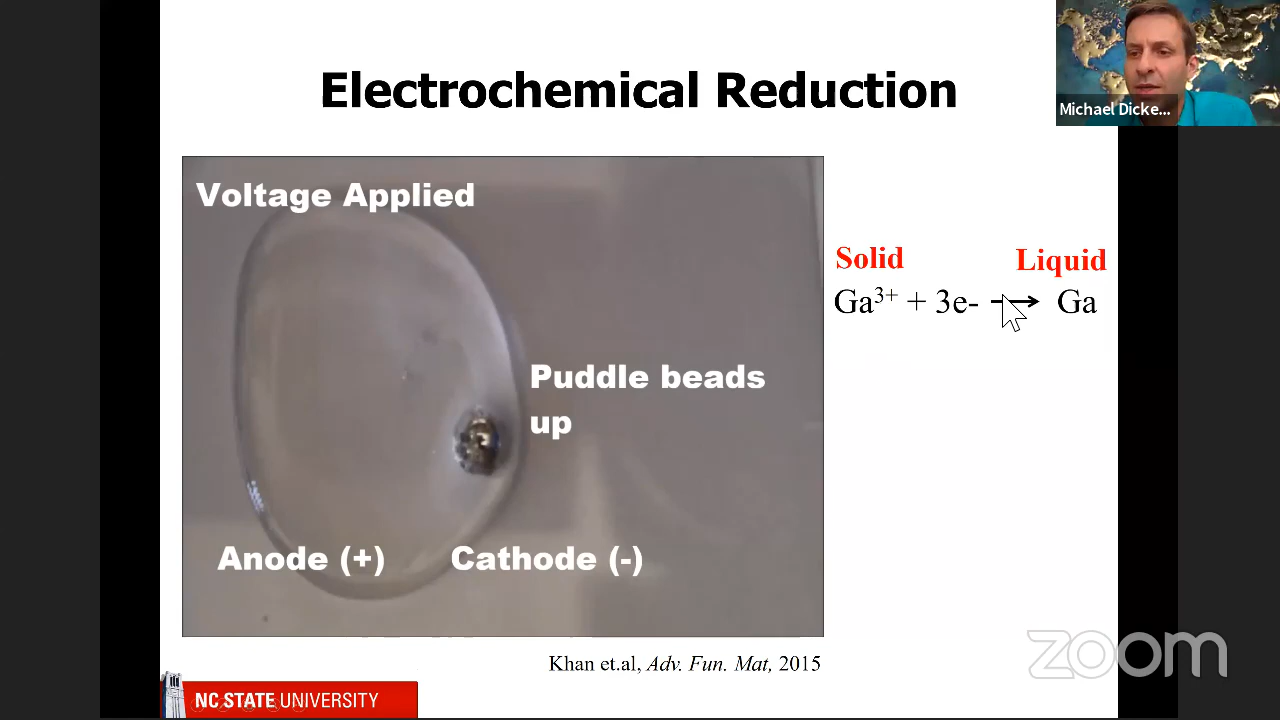 Electrochemical Reduction
Michael Dicke...
Voltage Applied
Solid
Liquid
Ga³⁺ + 3e- → Ga
Puddle beads
up
Anode (+)
Cathode (-)
Khan et.al, Adv. Fun. Mat, 2015
zoom
NC STATE UNIVERSITY